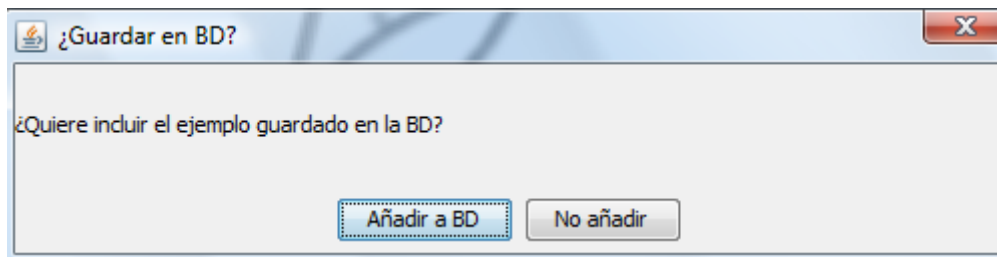 ¿Guardar en BD?
¿Quiere incluir el ejemplo guardado en la BD?
Añadir a BD
No añadir